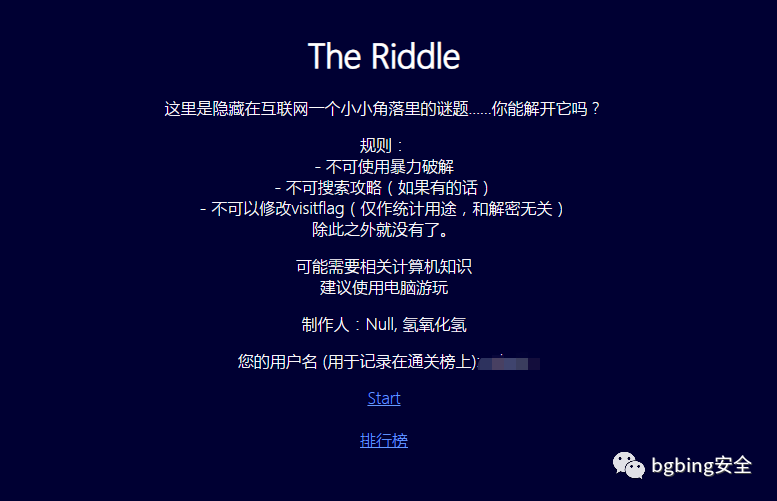 The Riddle
这里是隐藏在互联网一个小小角落里的谜题……你能解开它吗？
规则：
- 不可使用暴力破解
- 不可搜索攻略（如果有的话）
- 不可以修改visitflag（仅作统计用途，和解密无关）
除此之外就没有了。
可能需要相关计算机知识
建议使用电脑游玩
制作人：Null, 氢氧化氢
您的用户名 (用于记录在通关榜上):
Start
排行榜
bgbing安全